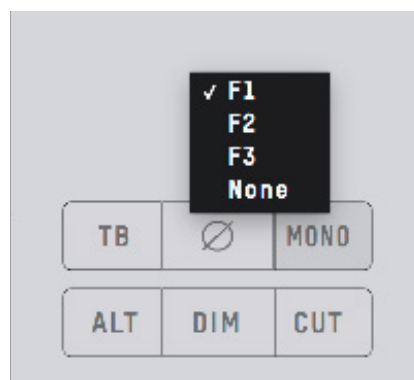 ✓ F1
F2
F3
None
TB Ø MONO
ALT DIM CUT